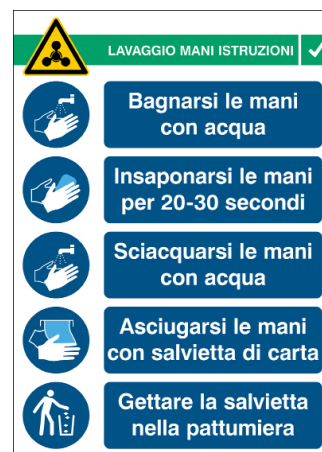 LAVAGGIO MANI ISTRUZIONI
Bagnarsi le mani
con acqua
Insaponarsi le mani
per 20-30 secondi
Sciacquarsi le mani
con acqua
Asciugarsi le mani
con salvietta di carta
Gettare la salvietta
nella pattumiera